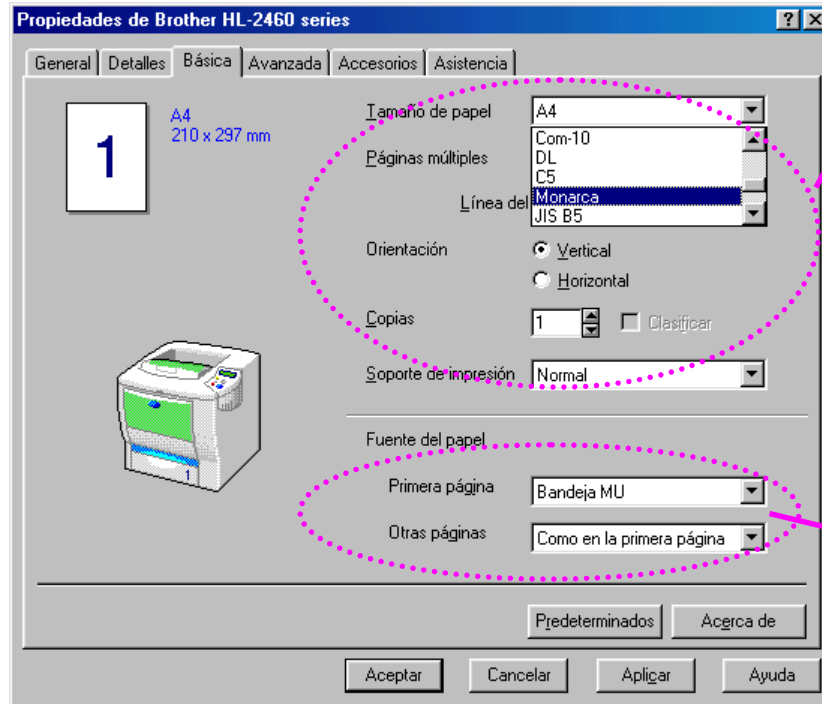 Propiedades de Brother HL-2460 series
General Detalles Básica Avanzada Accesorios Asistencia
1
A4
210 x 297 mm
Tamaño de papel A4
Com-10
DL
C5
Monarca
JIS B5
Páginas múltiples
Línea del
Orientación Vertical
Horizontal
Copias 1 Clasificar
Soporte de impresión Normal
1
Fuente del papel
Primera página Bandeja MU
Otras páginas Como en la primera página
Predeterminados Acerca de
Aceptar Cancelar Aplicar Ayuda